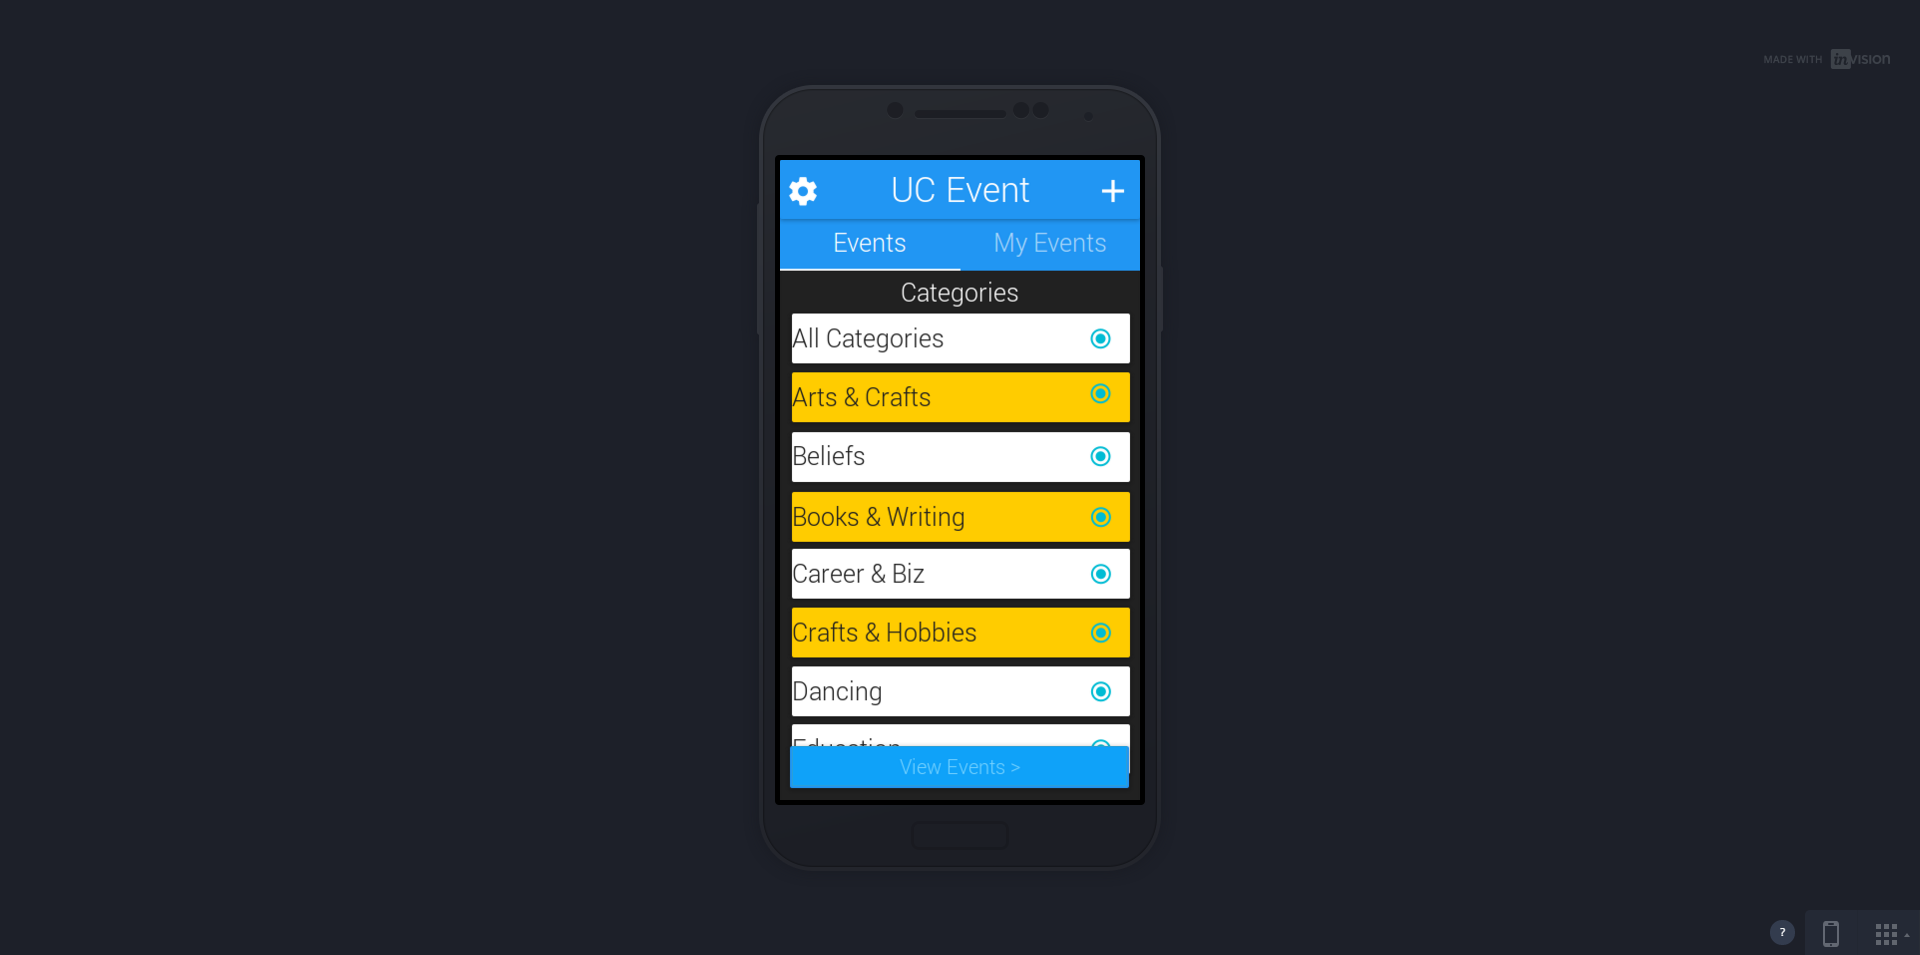 MADE WITH invision
UC Event
Events My Events
Categories
All Categories
Arts & Crafts
Beliefs
Books & Writing
Career & Biz
Crafts & Hobbies
Dancing
Education
View Events >
?